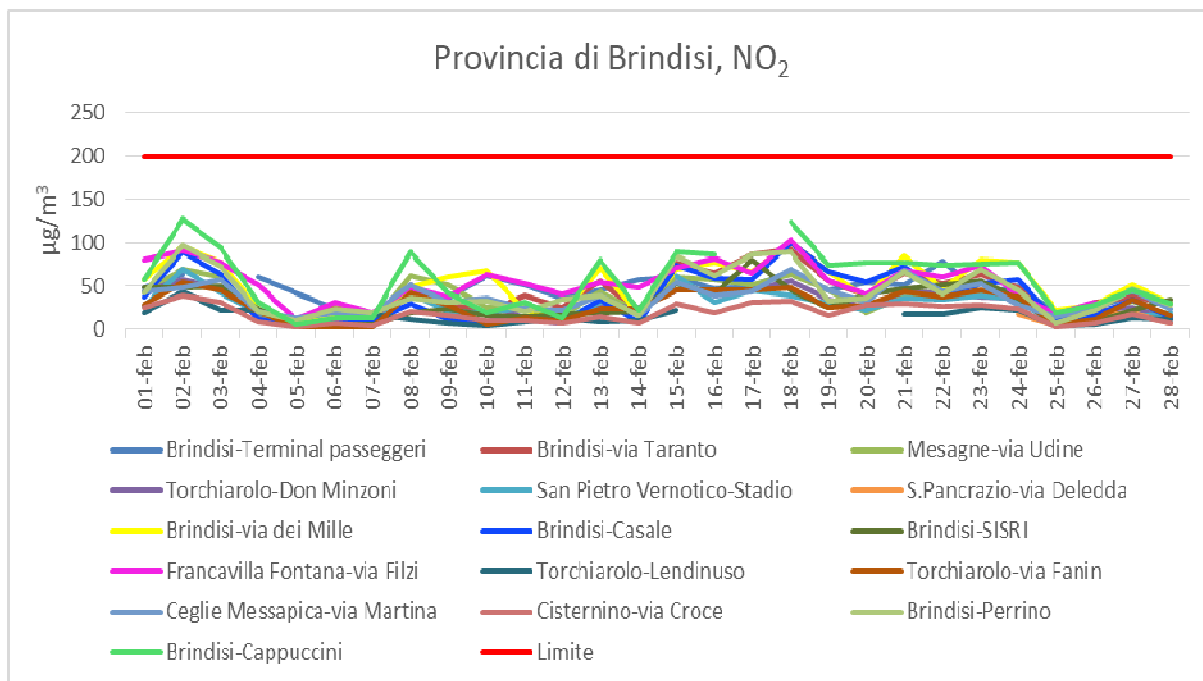 Provincia di Brindisi, NO2
250
200
150
100
50
0
µg/m3
01-feb
02-feb
03-feb
04-feb
05-feb
06-feb
07-feb
08-feb
09-feb
10-feb
11-feb
12-feb
13-feb
14-feb
15-feb
16-feb
17-feb
18-feb
19-feb
20-feb
21-feb
22-feb
23-feb
24-feb
25-feb
26-feb
27-feb
28-feb
Brindisi-Terminal passeggeri
Brindisi-via Taranto
Mesagne-via Udine
Torchiarolo-Don Minzoni
San Pietro Vernotico-Stadio
S.Pancrazio-via Deledda
Brindisi-via dei Mille
Brindisi-Casale
Brindisi-SISRI
Francavilla Fontana-via Filzi
Torchiarolo-Lendinuso
Torchiarolo-via Fanin
Ceglie Messapica-via Martina
Cisternino-via Croce
Brindisi-Perrino
Brindisi-Cappuccini
Limite